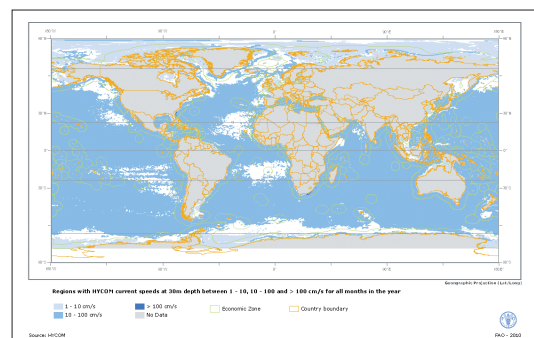 Geographic Projection (Lat/Long)
Regions with HYCOM current speeds at 30m depth between 1 - 10, 10 - 100 and > 100 cm/s for all months in the year
1 - 10 cm/s
> 100 cm/s
Economic Zone
Country boundary
10 - 100 cm/s
No Data
Source: HYCOM
FAO - 2010